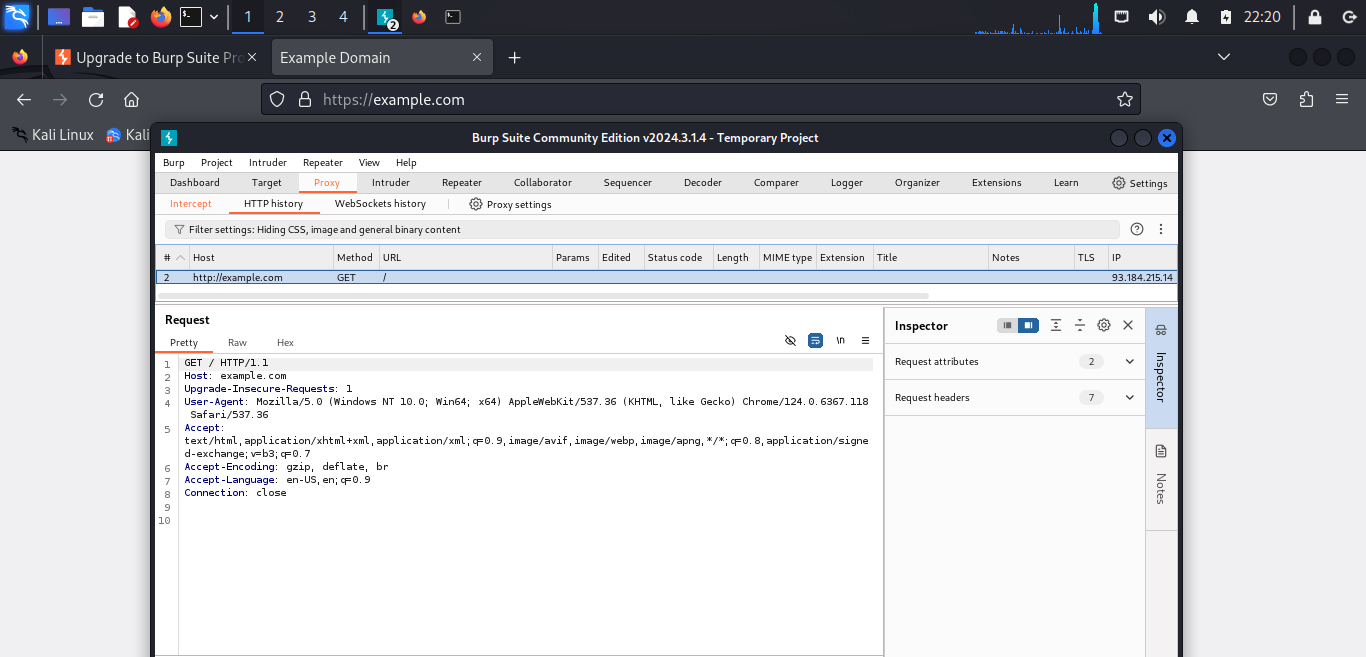 1 2 3 4 2 22:20
Upgrade to Burp Suite Pro Example Domain
https://example.com
Kali Linux Kali
Burp Suite Community Edition v2024.3.1.4 - Temporary Project
Burp Project Intruder Repeater View Help
Dashboard Target Proxy Intruder Repeater Collaborator Sequencer Decoder Comparer Logger Organizer Extensions Learn Settings
Intercept HTTP history WebSockets history Proxy settings
Filter settings: Hiding CSS, image and general binary content
# Host Method URL Params Edited Status code Length MIME type Extension Title Notes TLS IP
2 http://example.com GET / 93.184.215.14
Request
Pretty Raw Hex \n
1 GET / HTTP/1.1
2 Host: example.com
3 Upgrade-Insecure-Requests: 1
4 User-Agent: Mozilla/5.0 (Windows NT 10.0; Win64; x64) AppleWebKit/537.36 (KHTML, like Gecko) Chrome/124.0.6367.118
Safari/537.36
5 Accept:
text/html,application/xhtml+xml,application/xml;q=0.9,image/avif,image/webp,image/apng,*/*;q=0.8,application/signe
d-exchange;v=b3;q=0.7
6 Accept-Encoding: gzip, deflate, br
7 Accept-Language: en-US,en;q=0.9
8 Connection: close
9
10
Inspector
Request attributes 2
Request headers 7
Inspector
Notes